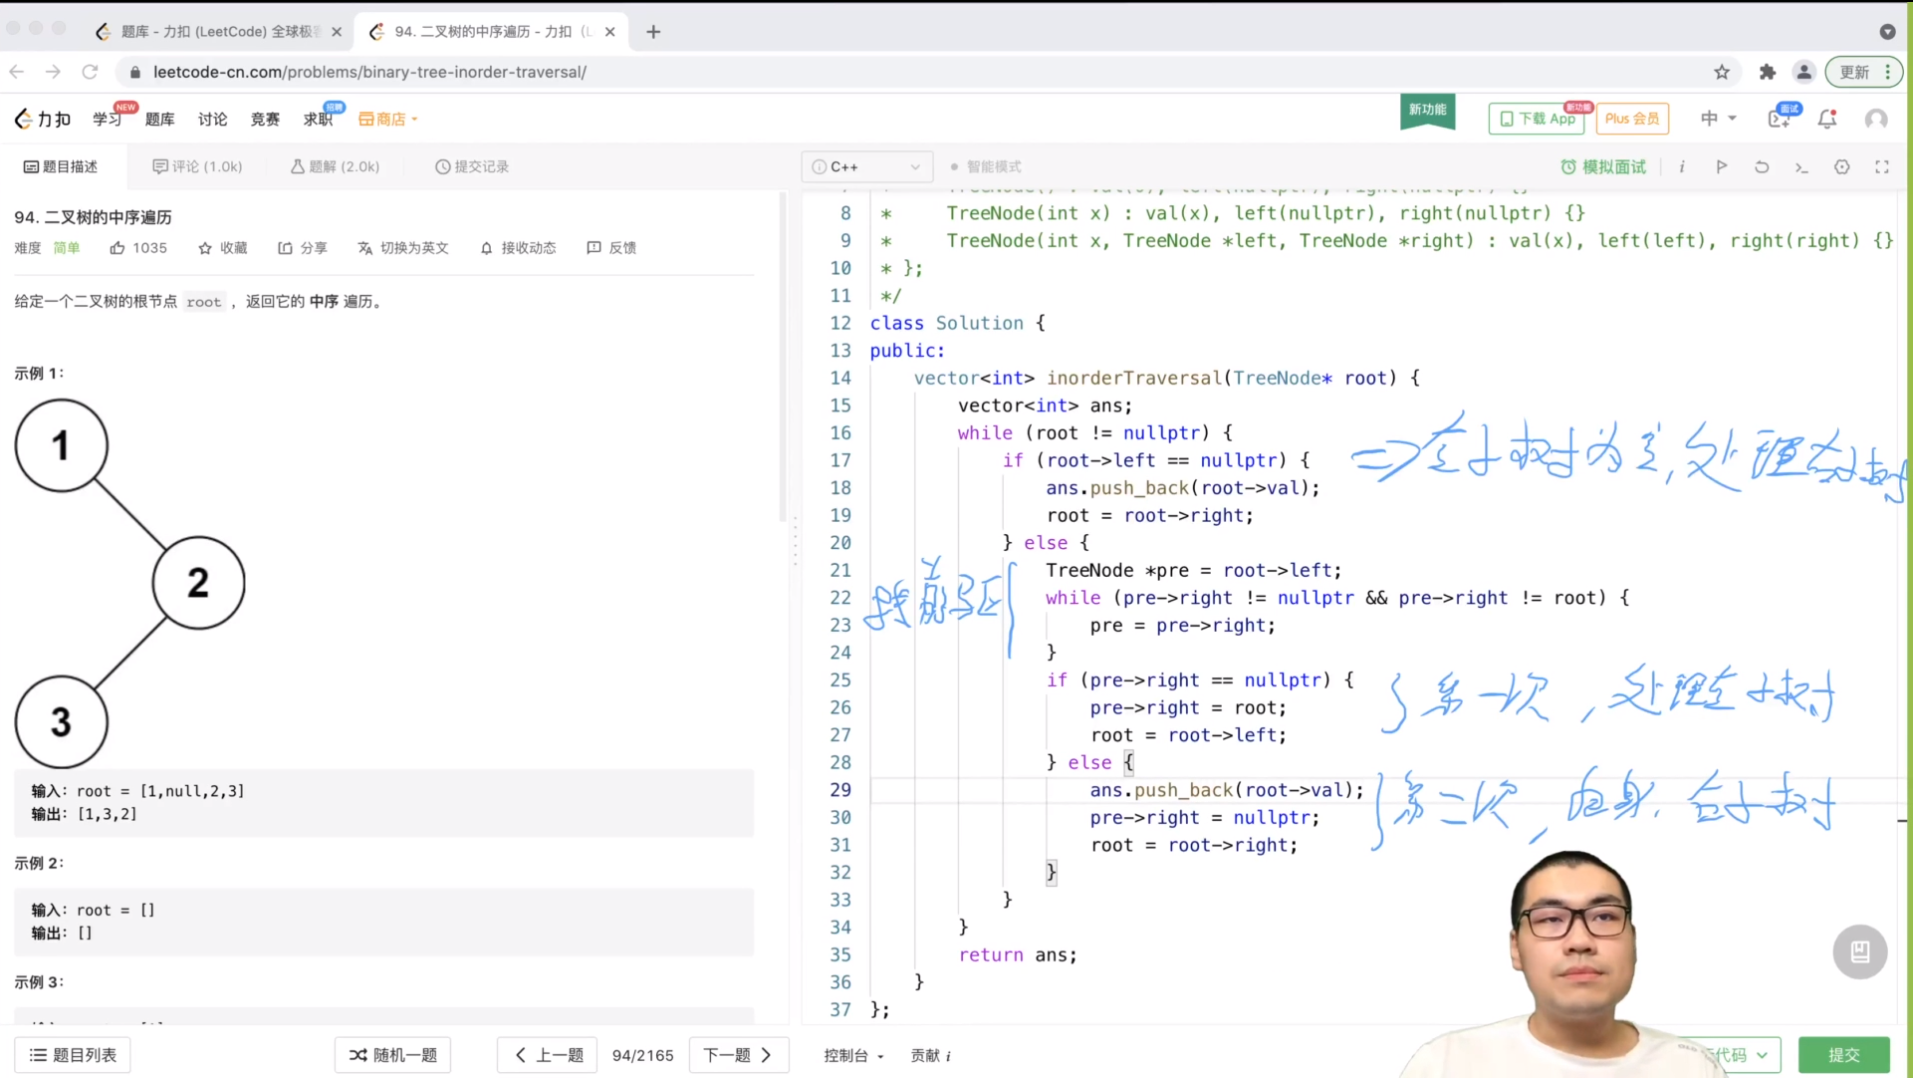 题库 - 力扣 (LeetCode) 全球极
94. 二叉树的中序遍历 - 力扣（L
leetcode-cn.com/problems/binary-tree-inorder-traversal/
更新
力扣
学习
NEW
题库
讨论
竞赛
求职
招聘
商店
新功能
下载 App
新功能
Plus 会员
中
面试
题目描述
评论 (1.0k)
题解 (2.0k)
提交记录
C++
智能模式
模拟面试
94. 二叉树的中序遍历
难度 简单 1035 收藏 分享 切换为英文 接收动态 反馈
给定一个二叉树的根节点 root ，返回它的 中序 遍历。
示例 1：
1
2
3
输入：root = [1,null,2,3]
输出：[1,3,2]
示例 2：
输入：root = []
输出：[]
示例 3：
8 * TreeNode(int x) : val(x), left(nullptr), right(nullptr) {}
9 * TreeNode(int x, TreeNode *left, TreeNode *right) : val(x), left(left), right(right) {}
10 * };
11 */
12 class Solution {
13 public:
14 vector<int> inorderTraversal(TreeNode* root) {
15 vector<int> ans;
16 while (root != nullptr) {
17 if (root->left == nullptr) {
18 ans.push_back(root->val);
19 root = root->right;
20 } else {
21 TreeNode *pre = root->left;
22 while (pre->right != nullptr && pre->right != root) {
23 pre = pre->right;
24 }
25 if (pre->right == nullptr) {
26 pre->right = root;
27 root = root->left;
28 } else {
29 ans.push_back(root->val);
30 pre->right = nullptr;
31 root = root->right;
32 }
33 }
34 }
35 return ans;
36 }
37 };
=>左子树为空,处理右子树
找前驱
第一次，处理左子树
第二次，自身，右子树
题目列表
随机一题
上一题
94/2165
下一题
控制台
贡献 i
代码
提交